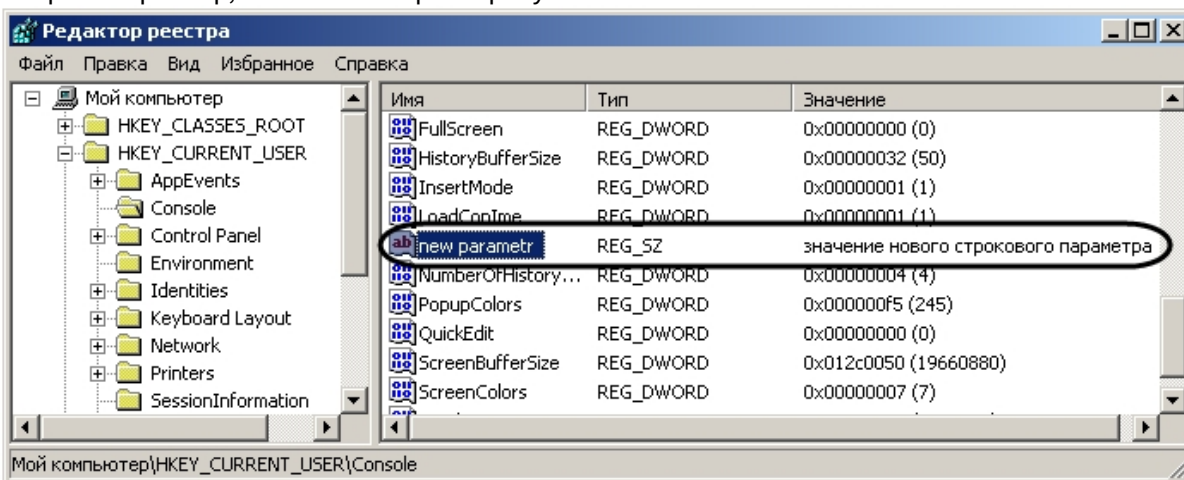 Редактор реестра
Файл Правка Вид Избранное Справка
Мой компьютер
HKEY_CLASSES_ROOT
HKEY_CURRENT_USER
AppEvents
Console
Control Panel
Environment
Identities
Keyboard Layout
Network
Printers
SessionInformation
Имя Тип Значение
FullScreen REG_DWORD 0x00000000 (0)
HistoryBufferSize REG_DWORD 0x00000032 (50)
InsertMode REG_DWORD 0x00000001 (1)
LoadConIme REG_DWORD 0x00000001 (1)
new parametr REG_SZ значение нового строкового параметра
NumberOfHistory... REG_DWORD 0x00000004 (4)
PopupColors REG_DWORD 0x000000f5 (245)
QuickEdit REG_DWORD 0x00000000 (0)
ScreenBufferSize REG_DWORD 0x012c0050 (19660880)
ScreenColors REG_DWORD 0x00000007 (7)
Мой компьютер\HKEY_CURRENT_USER\Console